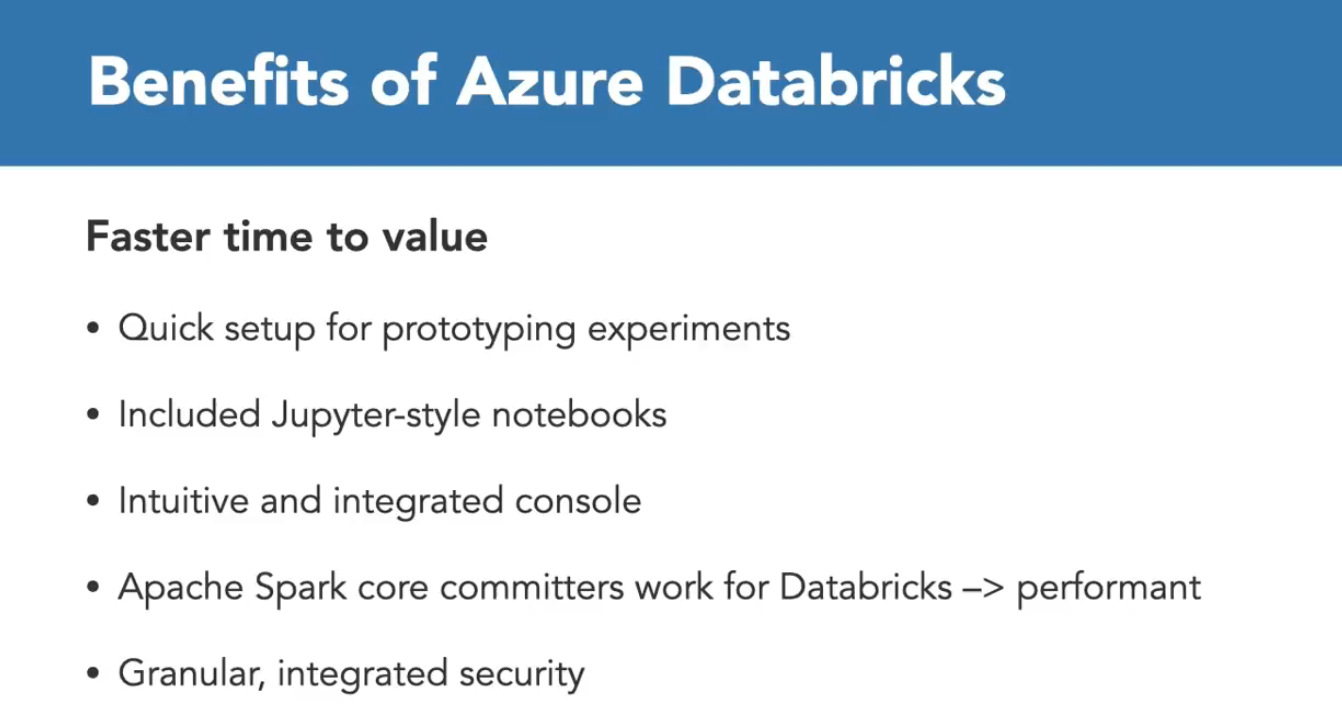 Benefits of Azure Databricks
Faster time to value
• Quick setup for prototyping experiments
• Included Jupyter-style notebooks
• Intuitive and integrated console
• Apache Spark core committers work for Databricks –> performant
• Granular, integrated security